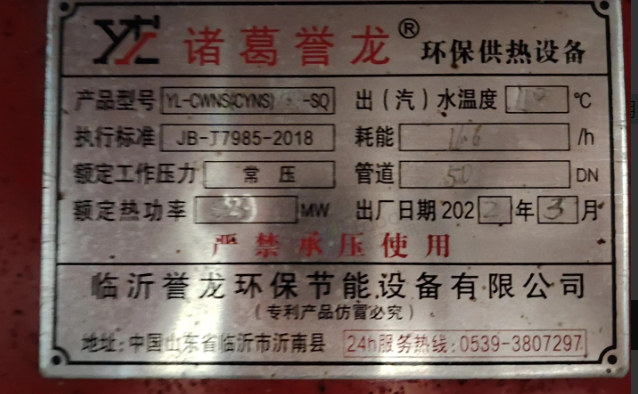 诸葛誉龙® 环保供热设备
产品型号 YL-CWNS(CYNS) -SQ 出(汽)水温度 ℃
执行标准 JB-T7985-2018 耗能 /h
额定工作压力 常压 管道 50 DN
额定热功率 MW 出厂日期 2022年3月
严禁承压使用
临沂誉龙环保节能设备有限公司
(专利产品仿冒必究)
地址:中国山东省临沂市沂南县 24h服务热线:0539-3807297